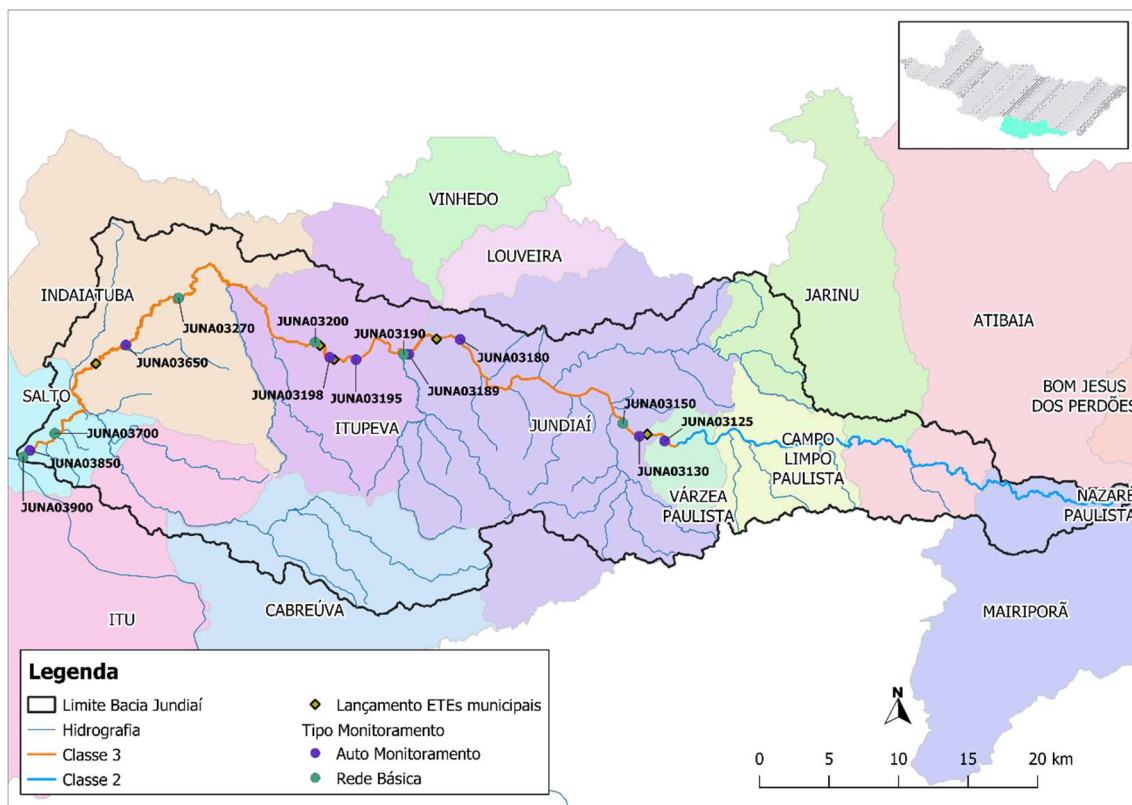 VINHEDO
LOUVEIRA
INDAIATUBA
JARINU
ATIBAIA
JUNA03270
JUNA03200
JUNA03190
JUNA03180
JUNA03650
JUNA03189
BOM JESUS
DOS PERDÕES
SALTO
JUNA03198
JUNA03195
JUNA03150
JUNA03125
ITUPEVA
JUNDIAÍ
JUNA03700
CAMPO
LIMPO
PAULISTA
JUNA03850
JUNA03130
VÁRZEA
PAULISTA
NAZARÉ
PAULISTA
JUNA03900
CABREÚVA
MAIRIPORÃ
ITU
Legenda
Limite Bacia Jundiaí
Hidrografia
Classe 3
Classe 2
Lançamento ETEs municipais
Tipo Monitoramento
Auto Monitoramento
Rede Básica
N
0 5 10 15 20 km